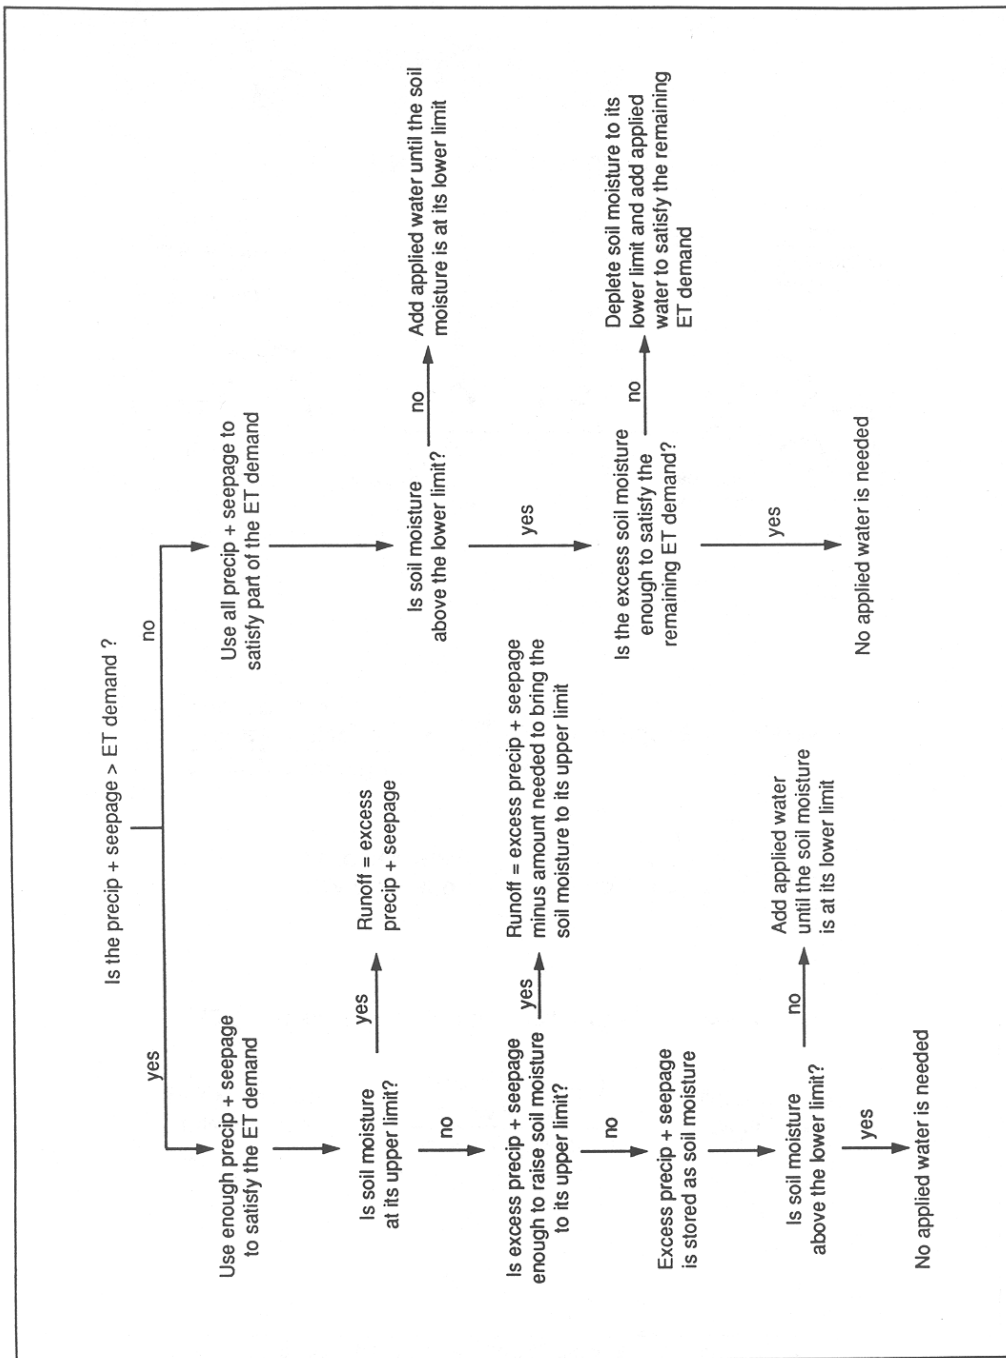 Is the precip + seepage > ET demand ?
yes
no
Use enough precip + seepage
to satisfy the ET demand
Is soil moisture
at its upper limit?
yes
Runoff = excess
precip + seepage
no
Is excess precip + seepage
enough to raise soil moisture
to its upper limit?
yes
Runoff = excess precip + seepage
minus amount needed to bring the
soil moisture to its upper limit
no
Excess precip + seepage
is stored as soil moisture
Is soil moisture
above the lower limit?
no
Add applied water
until the soil moisture
is at its lower limit
yes
No applied water is needed
Use all precip + seepage to
satisfy part of the ET demand
Is soil moisture
above the lower limit?
no
Add applied water until the soil
moisture is at its lower limit
yes
Is the excess soil moisture
enough to satisfy the
remaining ET demand?
no
Deplete soil moisture to its
lower limit and add applied
water to satisfy the remaining
ET demand
yes
No applied water is needed